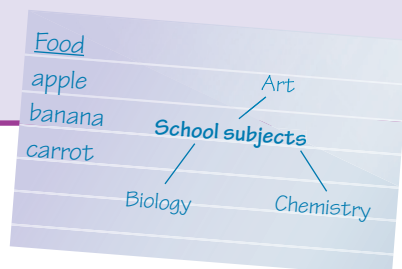 Food
apple
banana
carrot
Art
School subjects
Biology
Chemistry